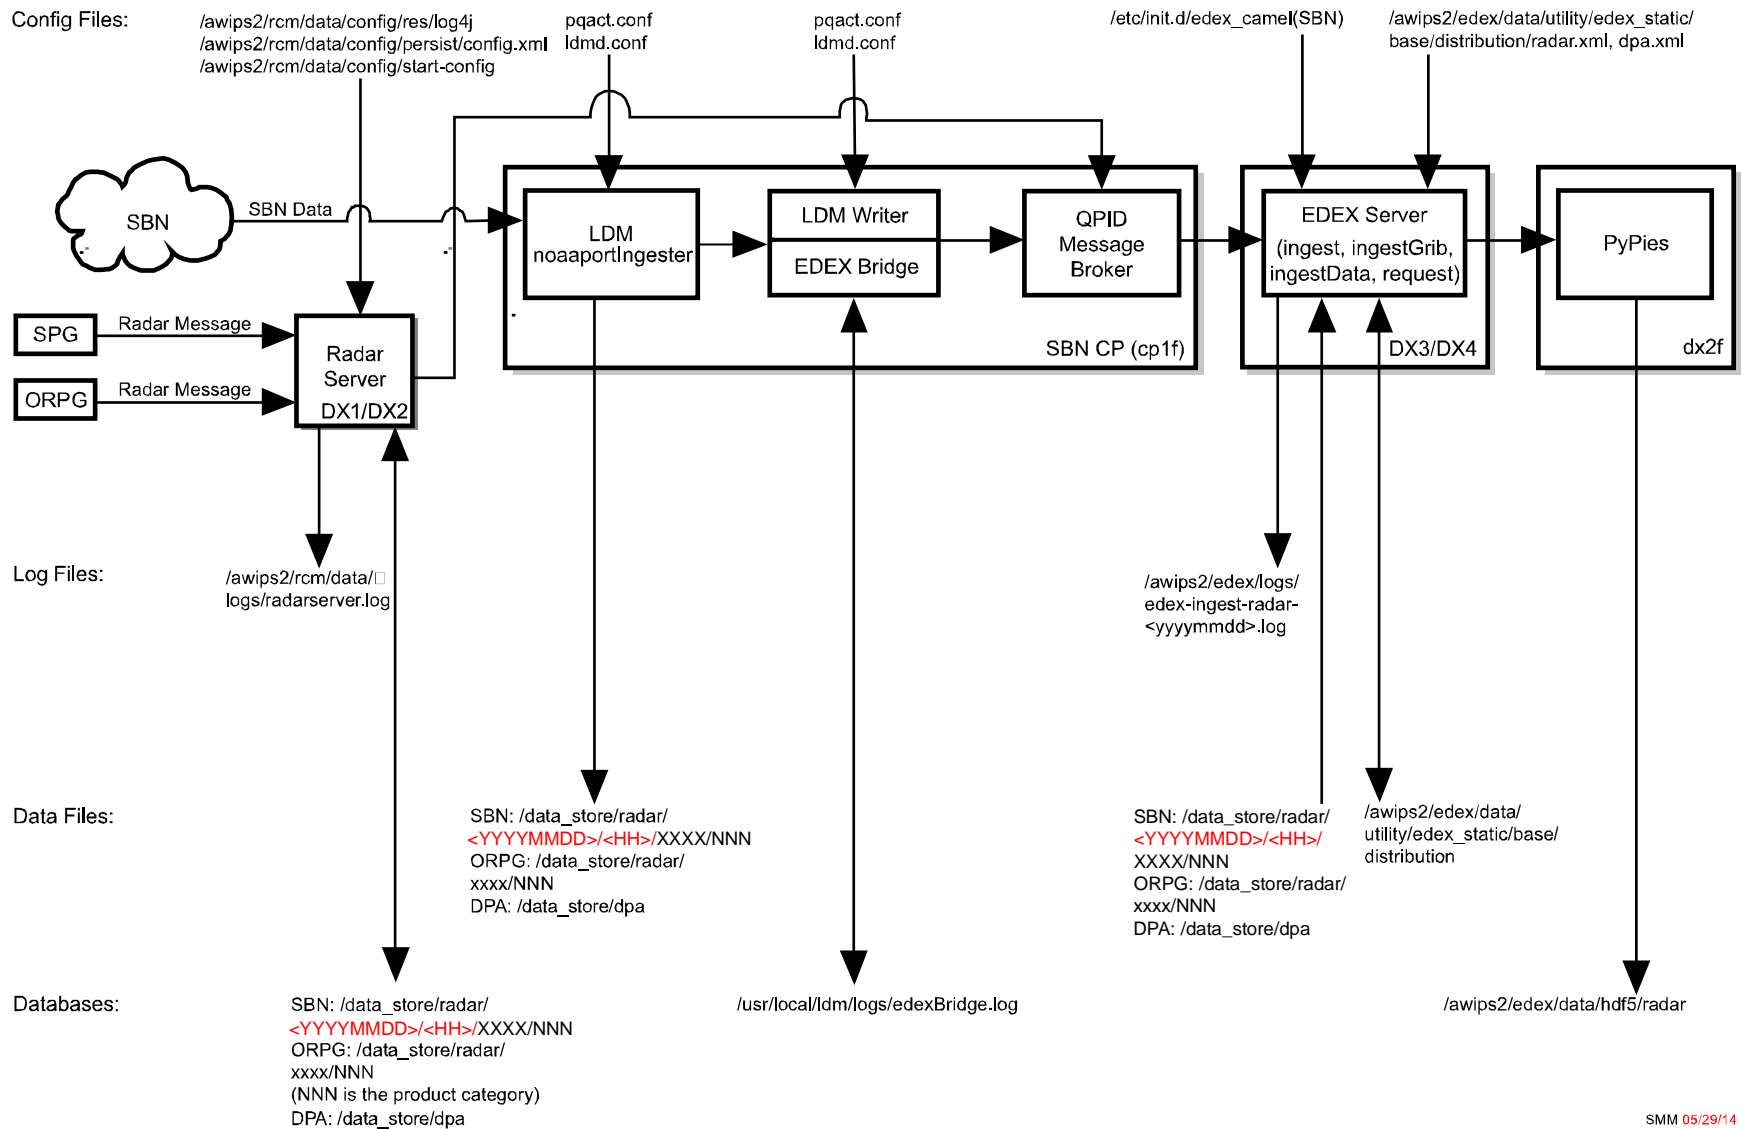 Config Files:
/awips2/rcm/data/config/res/log4j
/awips2/rcm/data/config/persist/config.xml
/awips2/rcm/data/config/start-config
pqact.conf
ldmd.conf
pqact.conf
ldmd.conf
/etc/init.d/edex_camel(SBN)
/awips2/edex/data/utility/edex_static/
base/distribution/radar.xml, dpa.xml
SBN
SBN Data
SPG
Radar Message
ORPG
Radar Message
Radar
Server
DX1/DX2
LDM
noaaportIngester
LDM Writer
EDEX Bridge
QPID
Message
Broker
SBN CP (cp1f)
EDEX Server
(ingest, ingestGrib,
ingestData, request)
DX3/DX4
PyPies
dx2f
Log Files:
/awips2/rcm/data/
logs/radarserver.log
/awips2/edex/logs/
edex-ingest-radar-
<yyyymmdd>.log
Data Files:
SBN: /data_store/radar/
<YYYYMMDD>/<HH>/XXXX/NNN
ORPG: /data_store/radar/
xxxx/NNN
DPA: /data_store/dpa
SBN: /data_store/radar/
<YYYYMMDD>/<HH>/
XXXX/NNN
ORPG: /data_store/radar/
xxxx/NNN
DPA: /data_store/dpa
/awips2/edex/data/
utility/edex_static/base/
distribution
Databases:
SBN: /data_store/radar/
<YYYYMMDD>/<HH>/XXXX/NNN
ORPG: /data_store/radar/
xxxx/NNN
(NNN is the product category)
DPA: /data_store/dpa
/usr/local/ldm/logs/edexBridge.log
/awips2/edex/data/hdf5/radar
SMM 05/29/14